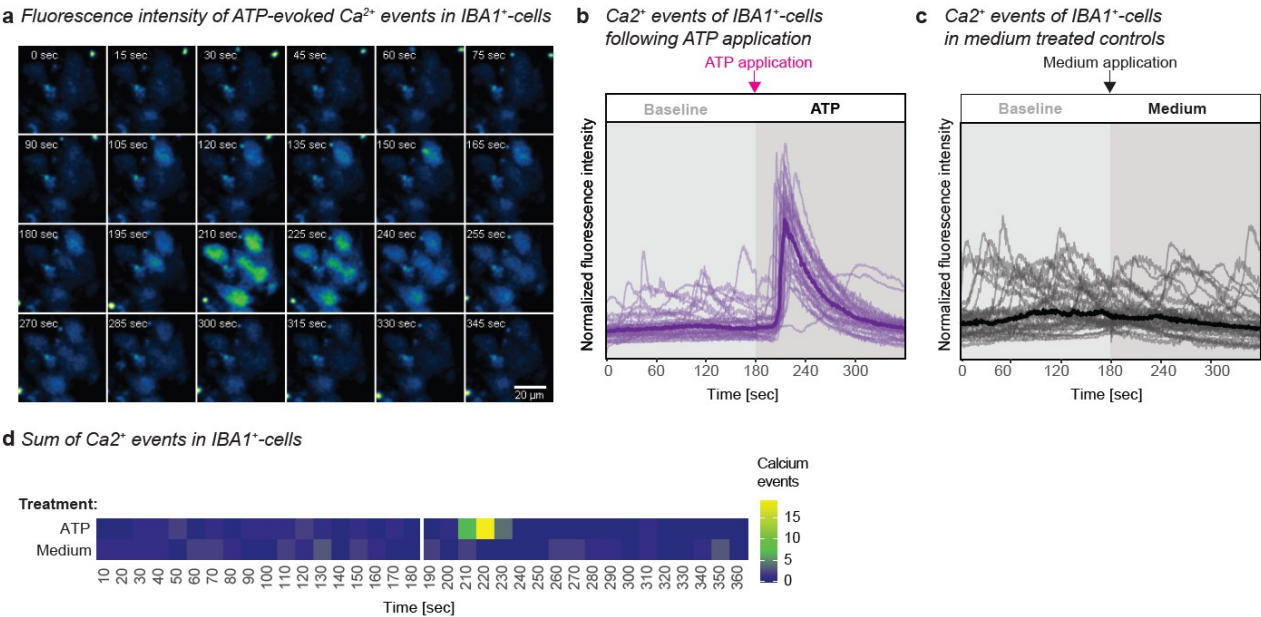 a Fluorescence intensity of ATP-evoked Ca²⁺ events in IBA1⁺-cells
0 sec 15 sec 30 sec 45 sec 60 sec 75 sec
90 sec 105 sec 120 sec 135 sec 150 sec 165 sec
180 sec 195 sec 210 sec 225 sec 240 sec 255 sec
270 sec 285 sec 300 sec 315 sec 330 sec 345 sec
20 µm
b Ca2⁺ events of IBA1⁺-cells
following ATP application
ATP application
Baseline ATP
Normalized fluorescence intensity
0 60 120 180 240 300
Time [sec]
c Ca2⁺ events of IBA1⁺-cells
in medium treated controls
Medium application
Baseline Medium
Normalized fluorescence intensity
0 60 120 180 240 300
Time [sec]
d Sum of Ca2⁺ events in IBA1⁺-cells
Treatment:
ATP
Medium
10 20 30 40 50 60 70 80 90 100 110 120 130 140 150 160 170 180 190 200 210 220 230 240 250 260 270 280 290 300 310 320 330 340 350 360
Time [sec]
Calcium
events
15
10
5
0